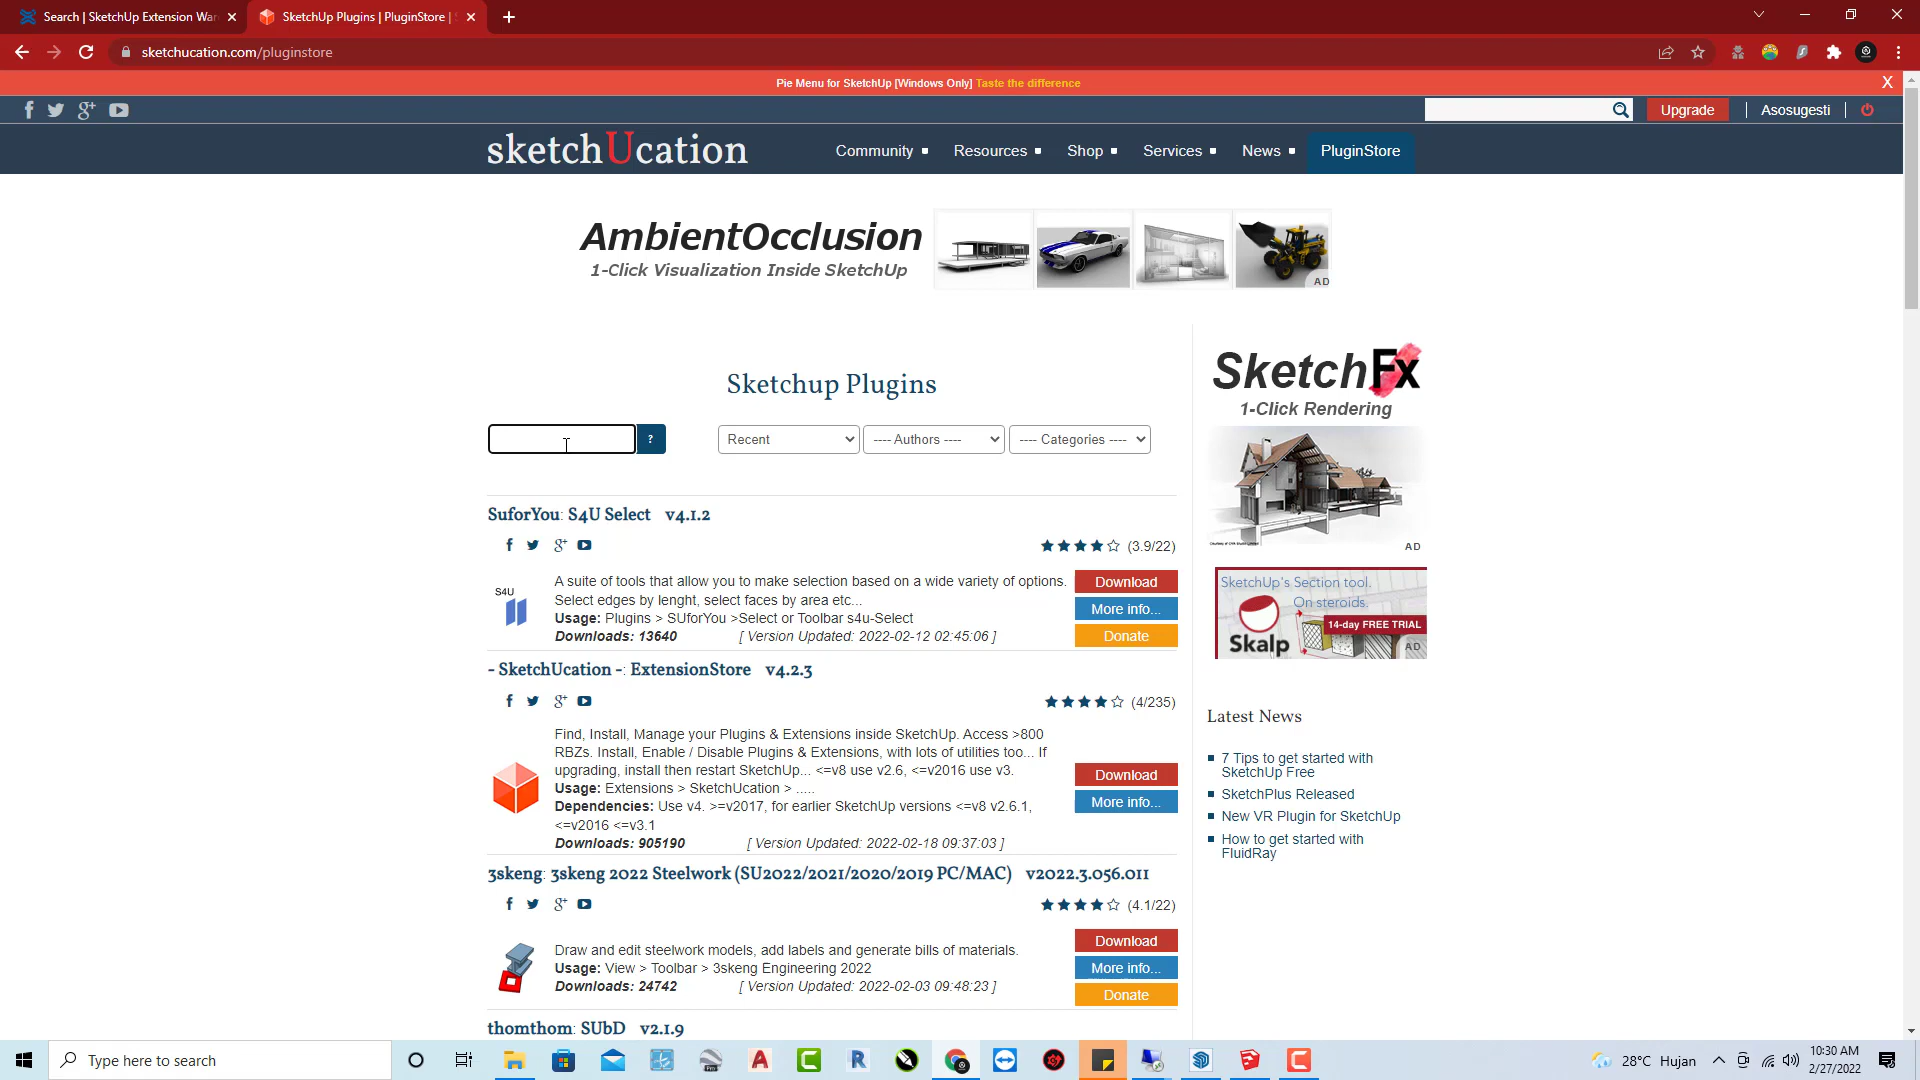 Search | SketchUp Extension War
SketchUp Plugins | PluginStore |
sketchucation.com/pluginstore
Pie Menu for SketchUp [Windows Only] Taste the difference
X
Upgrade
Asosugesti
sketchUcation
Community
Resources
Shop
Services
News
PluginStore
AmbientOcclusion
1-Click Visualization Inside SketchUp
AD
Sketchup Plugins
?
Recent
---- Authors ----
---- Categories ----
SuforYou: S4U Select v4.1.2
(3.9/22)
S4U
A suite of tools that allow you to make selection based on a wide variety of options.
Select edges by lenght, select faces by area etc...
Usage: Plugins > SUforYou >Select or Toolbar s4u-Select
Downloads: 13640 [ Version Updated: 2022-02-12 02:45:06 ]
Download
More info...
Donate
- SketchUcation -: ExtensionStore v4.2.3
(4/235)
Find, Install, Manage your Plugins & Extensions inside SketchUp. Access >800
RBZs. Install, Enable / Disable Plugins & Extensions, with lots of utilities too... If
upgrading, install then restart SketchUp... <=v8 use v2.6, <=v2016 use v3.
Usage: Extensions > SketchUcation > .....
Dependencies: Use v4. >=v2017, for earlier SketchUp versions <=v8 v2.6.1,
<=v2016 <=v3.1
Downloads: 905190 [ Version Updated: 2022-02-18 09:37:03 ]
Download
More info...
3skeng: 3skeng 2022 Steelwork (SU2022/2021/2020/2019 PC/MAC) v2022.3.056.011
(4.1/22)
Draw and edit steelwork models, add labels and generate bills of materials.
Usage: View > Toolbar > 3skeng Engineering 2022
Downloads: 24742 [ Version Updated: 2022-02-03 09:48:23 ]
Download
More info...
Donate
thomthom: SUbD v2.1.9
SketchFx
1-Click Rendering
AD
SketchUp's Section tool.
On steroids.
14-day FREE TRIAL
Skalp
AD
Latest News
7 Tips to get started with
SketchUp Free
SketchPlus Released
New VR Plugin for SketchUp
How to get started with
FluidRay
Type here to search
28°C Hujan
10:30 AM
2/27/2022